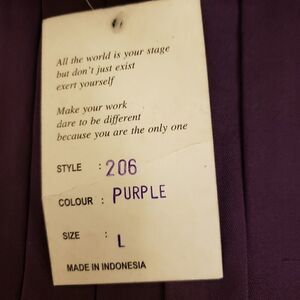 All the world is your stage
but don't just exist
exert yourself
Make your work
dare to be different
because you are the only one
STYLE : 206
COLOUR : PURPLE
SIZE : L
MADE IN INDONESIA